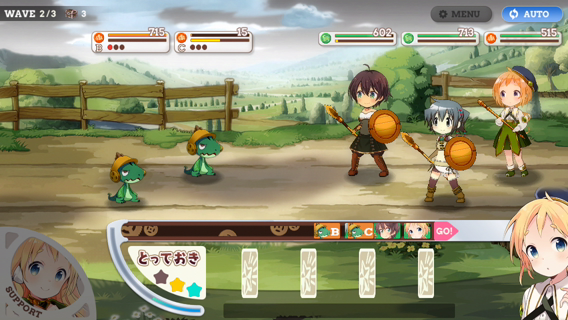 WAVE 2/3 3
MENU
AUTO
715
B
15
C
602
713
515
B
C
GO!
とっておき
SUPPORT